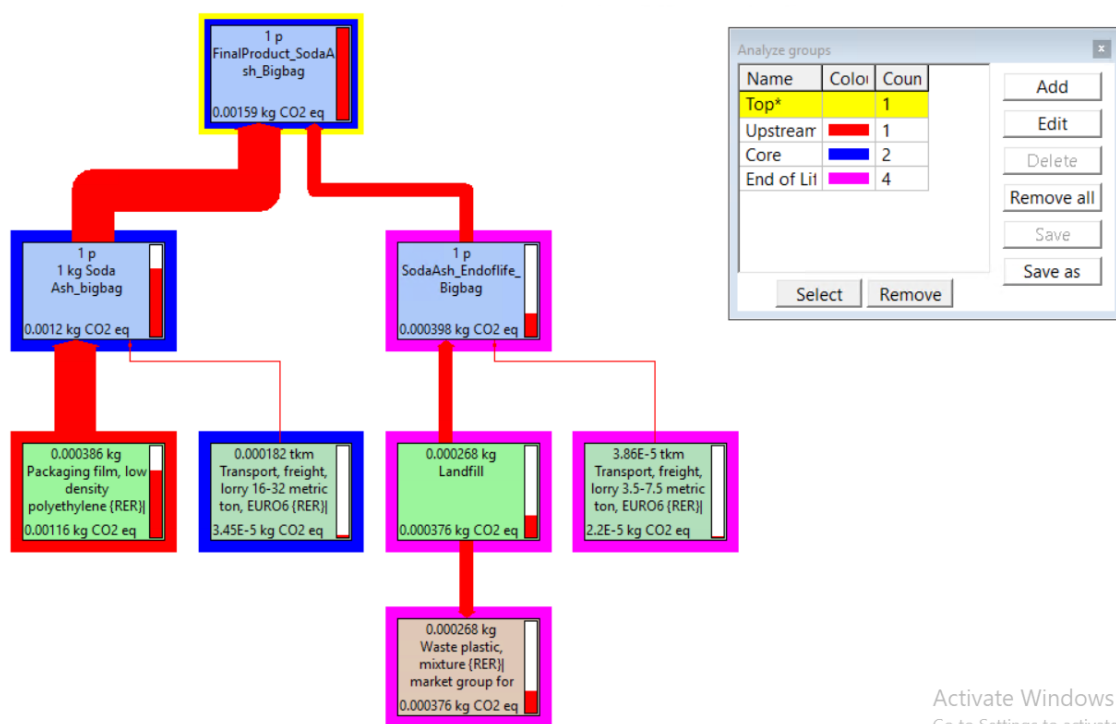 1 p
FinalProduct_SodaA
sh_Bigbag
0.00159 kg CO2 eq
Analyze groups
x
Name Coloı Coun
Top* 1
Upstream 1
Core 2
End of Lif 4
Add
Edit
Delete
Remove all
Save
Save as
Select Remove
1 p
1 kg Soda
Ash_bigbag
0.0012 kg CO2 eq
1 p
SodaAsh_Endoflife_
Bigbag
0.000398 kg CO2 eq
0.000386 kg
Packaging film, low
density
polyethylene {RER}|
0.00116 kg CO2 eq
0.000182 tkm
Transport, freight,
lorry 16-32 metric
ton, EURO6 {RER}|
3.45E-5 kg CO2 eq
0.000268 kg
Landfill
0.000376 kg CO2 eq
3.86E-5 tkm
Transport, freight,
lorry 3.5-7.5 metric
ton, EURO6 {RER}|
2.2E-5 kg CO2 eq
0.000268 kg
Waste plastic,
mixture {RER}|
market group for
0.000376 kg CO2 eq
Activate Windows